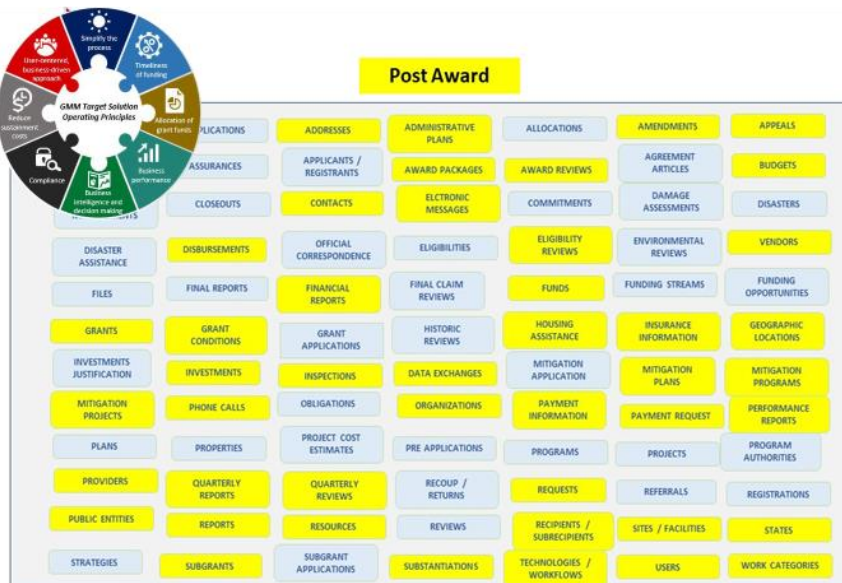 Simplify the
process
User-centered,
business-driven
approach
Timeliness
of funding
Reduce
sustainment
costs
GMM Target Solution
Operating Principles
Allocation of
grant funds
Compliance
Business
intelligence and
decision making
Business
performance
Post Award
ADDRESSES
ADMINISTRATIVE
PLANS
ALLOCATIONS
AMENDMENTS
APPEALS
ASSURANCES
APPLICANTS /
REGISTRANTS
AWARD PACKAGES
AWARD REVIEWS
AGREEMENT
ARTICLES
BUDGETS
CLOSEOUTS
CONTACTS
ELCTRONIC
MESSAGES
COMMITMENTS
DAMAGE
ASSESSMENTS
DISASTERS
DISASTER
ASSISTANCE
DISBURSEMENTS
OFFICIAL
CORRESPONDENCE
ELIGIBILITIES
ELIGIBILITY
REVIEWS
ENVIRONMENTAL
REVIEWS
VENDORS
FILES
FINAL REPORTS
FINANCIAL
REPORTS
FINAL CLAIM
REVIEWS
FUNDS
FUNDING STREAMS
FUNDING
OPPORTUNITIES
GRANTS
GRANT
CONDITIONS
GRANT
APPLICATIONS
HISTORIC
REVIEWS
HOUSING
ASSISTANCE
INSURANCE
INFORMATION
GEOGRAPHIC
LOCATIONS
INVESTMENTS
JUSTIFICATION
INVESTMENTS
INSPECTIONS
DATA EXCHANGES
MITIGATION
APPLICATION
MITIGATION
PLANS
MITIGATION
PROGRAMS
MITIGATION
PROJECTS
PHONE CALLS
OBLIGATIONS
ORGANIZATIONS
PAYMENT
INFORMATION
PAYMENT REQUEST
PERFORMANCE
REPORTS
PLANS
PROPERTIES
PROJECT COST
ESTIMATES
PRE APPLICATIONS
PROGRAMS
PROJECTS
PROGRAM
AUTHORITIES
PROVIDERS
QUARTERLY
REPORTS
QUARTERLY
REVIEWS
RECOUP /
RETURNS
REQUESTS
REFERRALS
REGISTRATIONS
PUBLIC ENTITIES
REPORTS
RESOURCES
REVIEWS
RECIPIENTS /
SUBRECIPIENTS
SITES / FACILITIES
STATES
STRATEGIES
SUBGRANTS
SUBGRANT
APPLICATIONS
SUBSTANTIATIONS
TECHNOLOGIES /
WORKFLOWS
USERS
WORK CATEGORIES